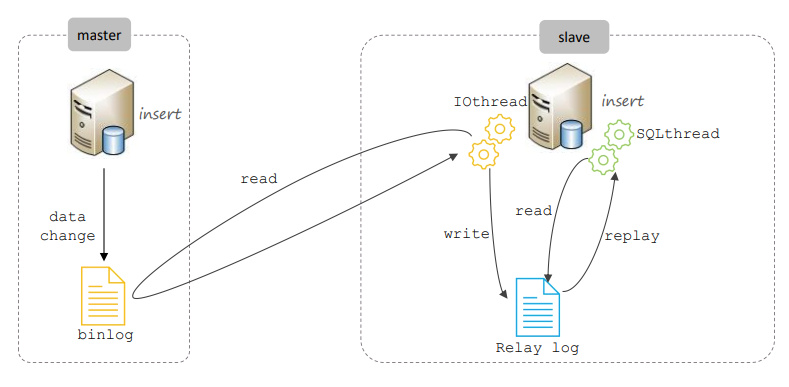 master
slave
insert
IOthread
insert
SQLthread
read
data
change
write
read
replay
binlog
Relay log